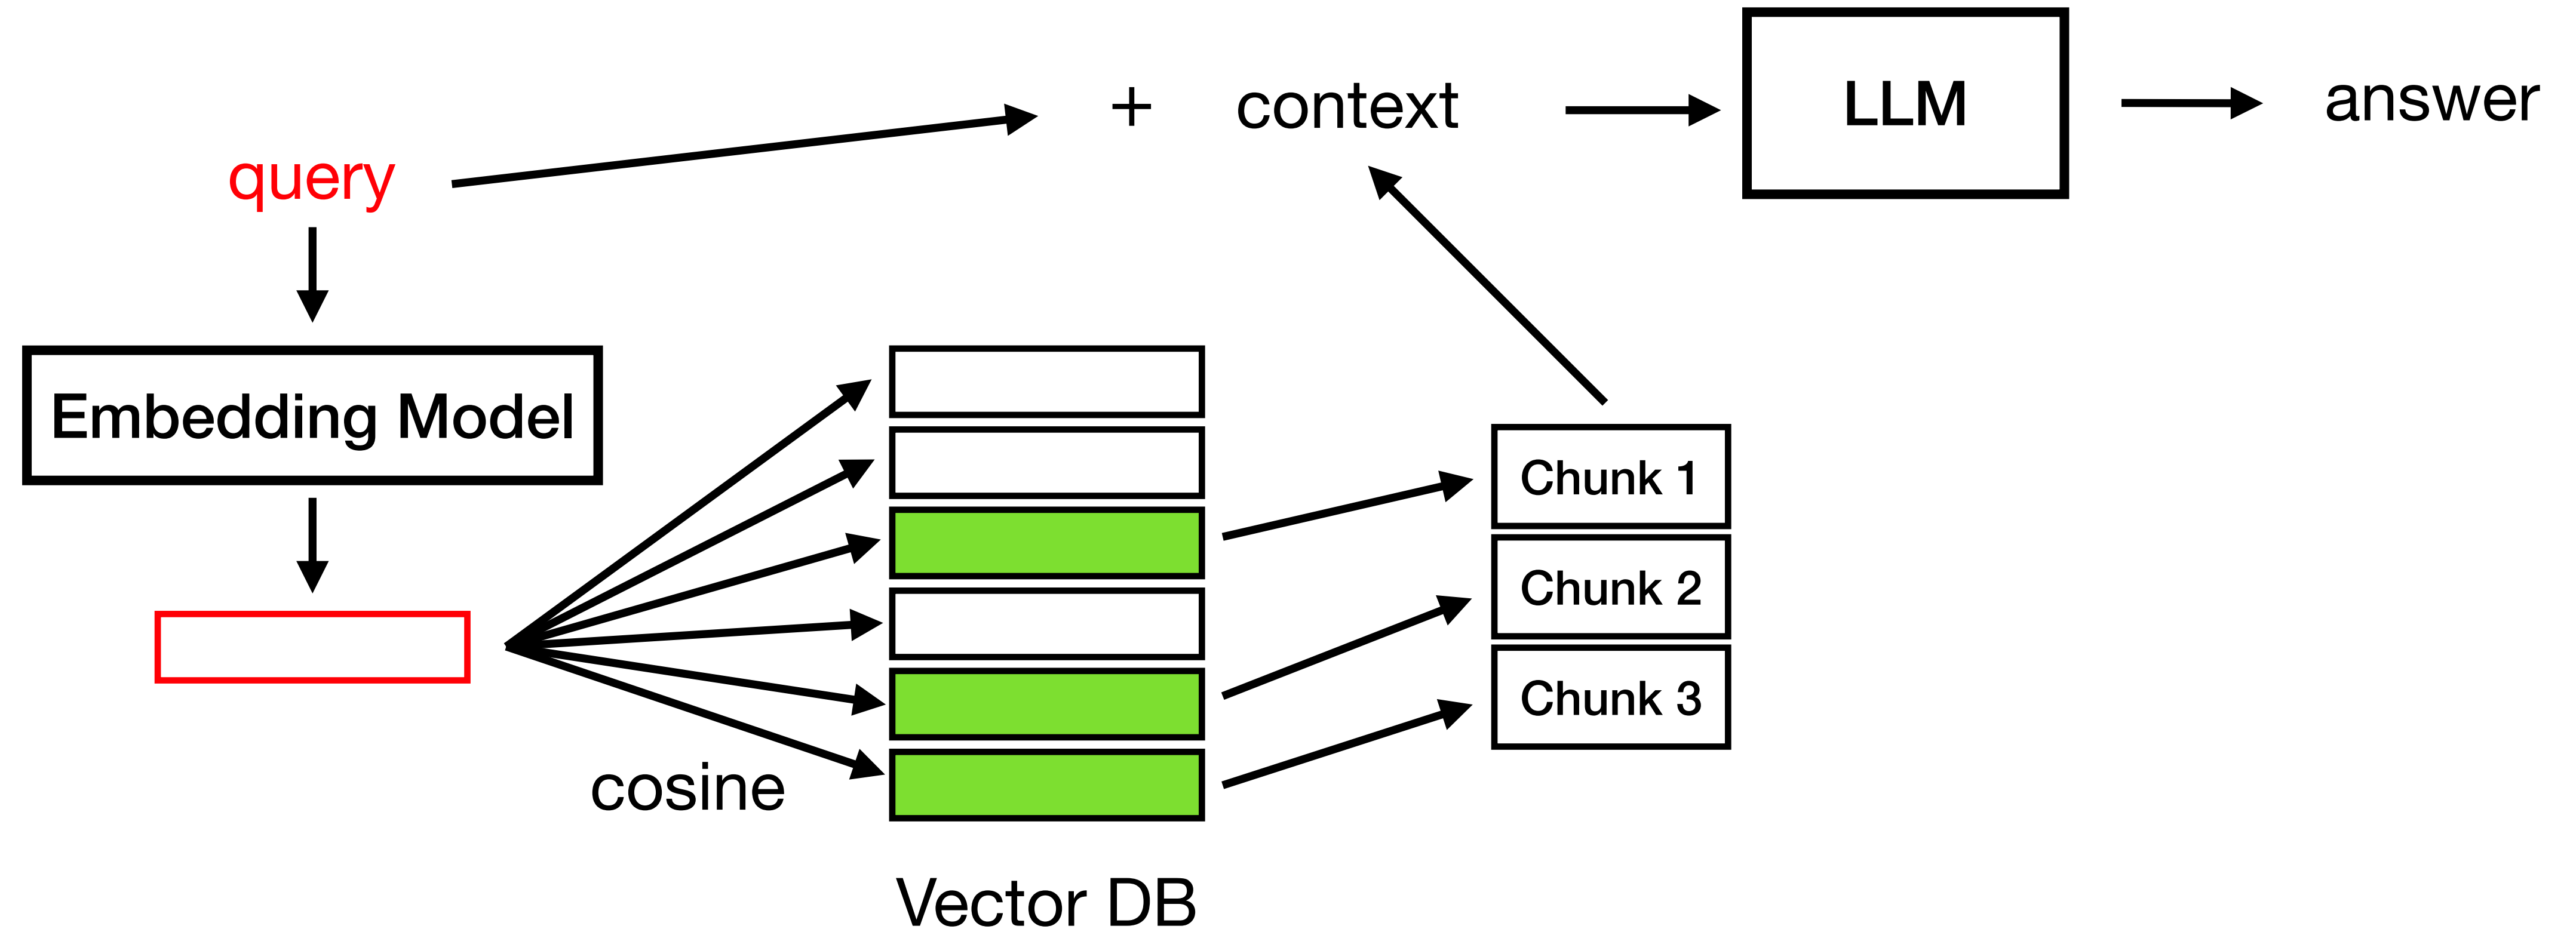 query
+ context
LLM
answer
Embedding Model
cosine
Vector DB
Chunk 1
Chunk 2
Chunk 3